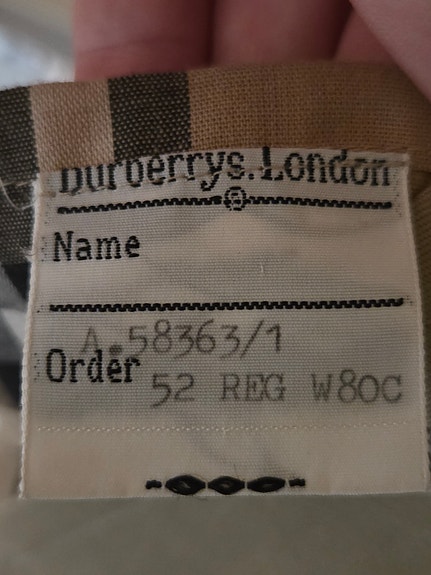 Burberrys.London
Name
A.58363/1
Order
52 REG W80C